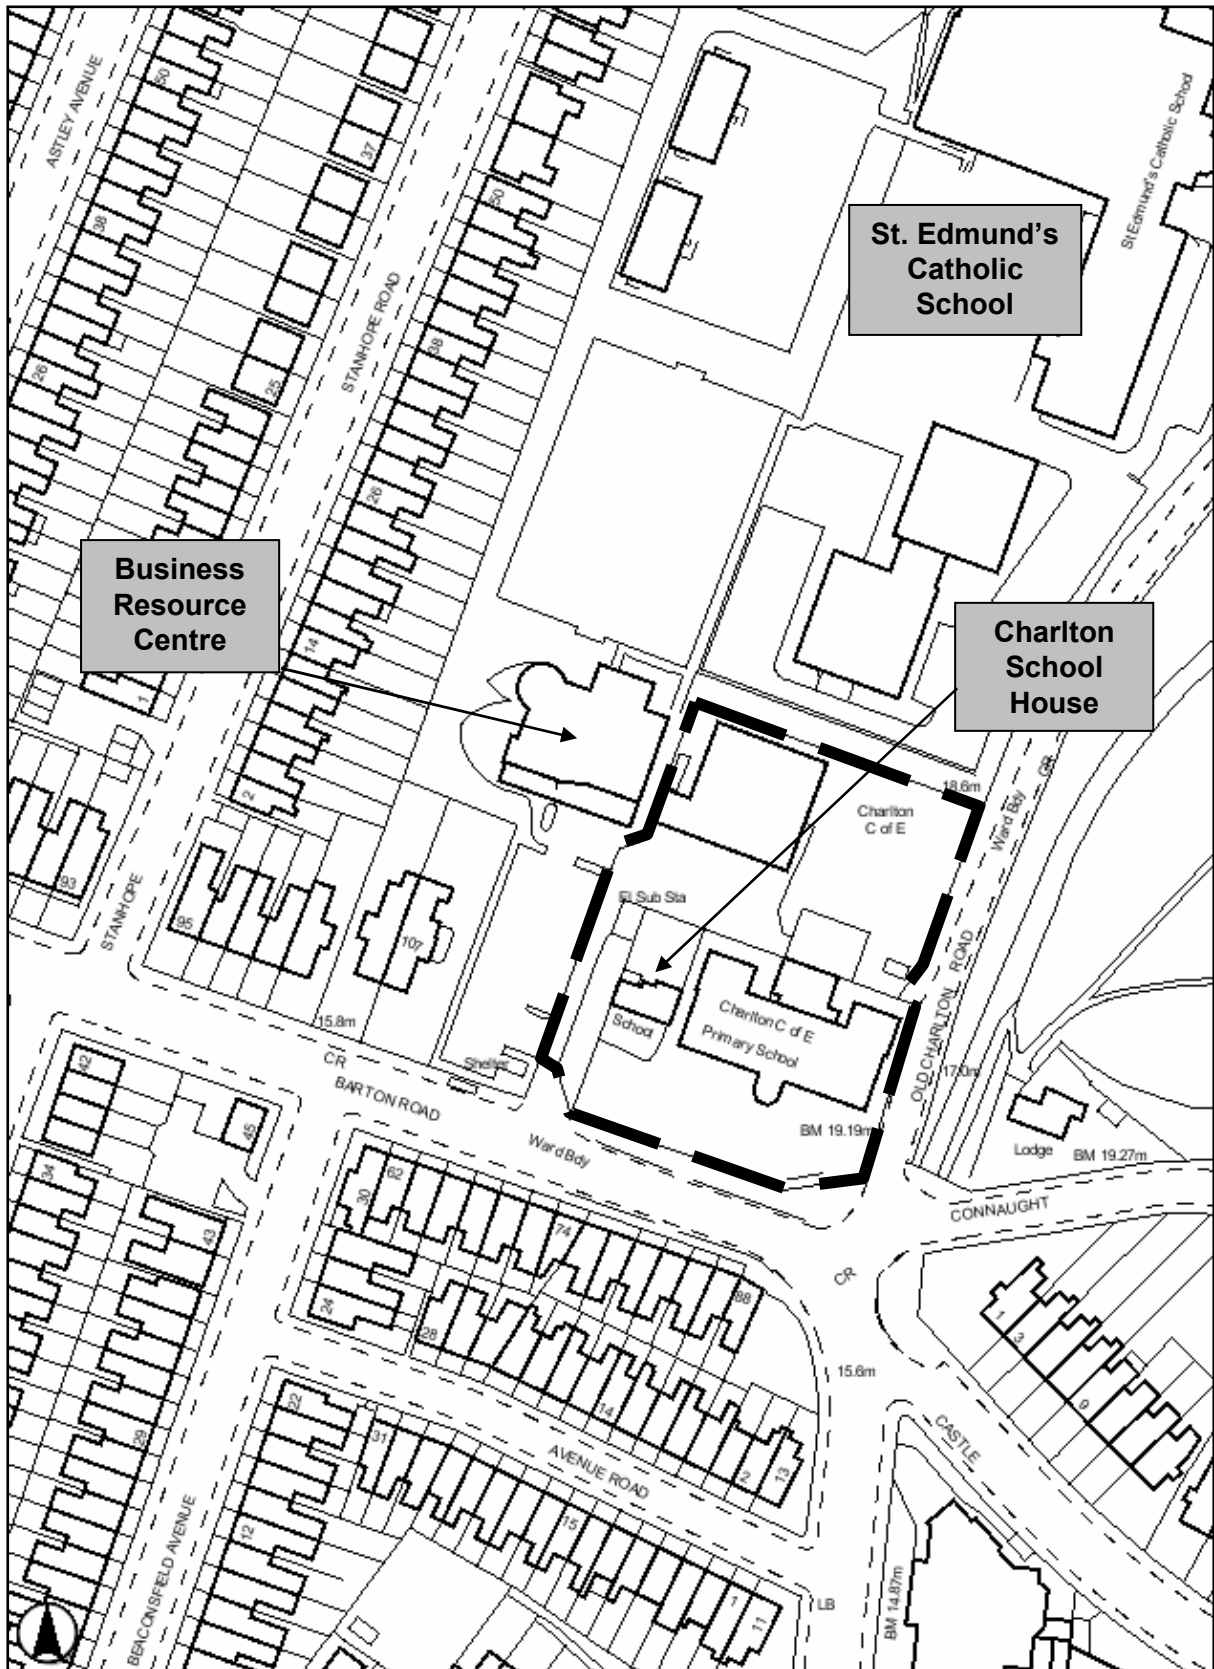 ASTLEY AVENUE
50
38
26
37
25
STANHOPE ROAD
50
38
26
14
2
1
St Edmund's Catholic School
St. Edmund's
Catholic
School
Business
Resource
Centre
Charlton
School
House
18.6m
Ward Bdy
GR
Charlton
C of E
El Sub Sta
93
STANHOPE
95
107
School
Charlton C of E
Primary School
OLD CHARLTON ROAD
17.0m
15.8m
CR
BARTON ROAD
Shelter
Ward Bdy
BM 19.19m
Lodge
BM 19.27m
CONNAUGHT
42
45
34
43
62
30
74
88
CR
24
28
14
2
13
15.6m
1
3
9
CASTLE
29
22
31
AVENUE ROAD
15
12
1
11
LB
BM 14.87m
BEACONSFIELD AVENUE